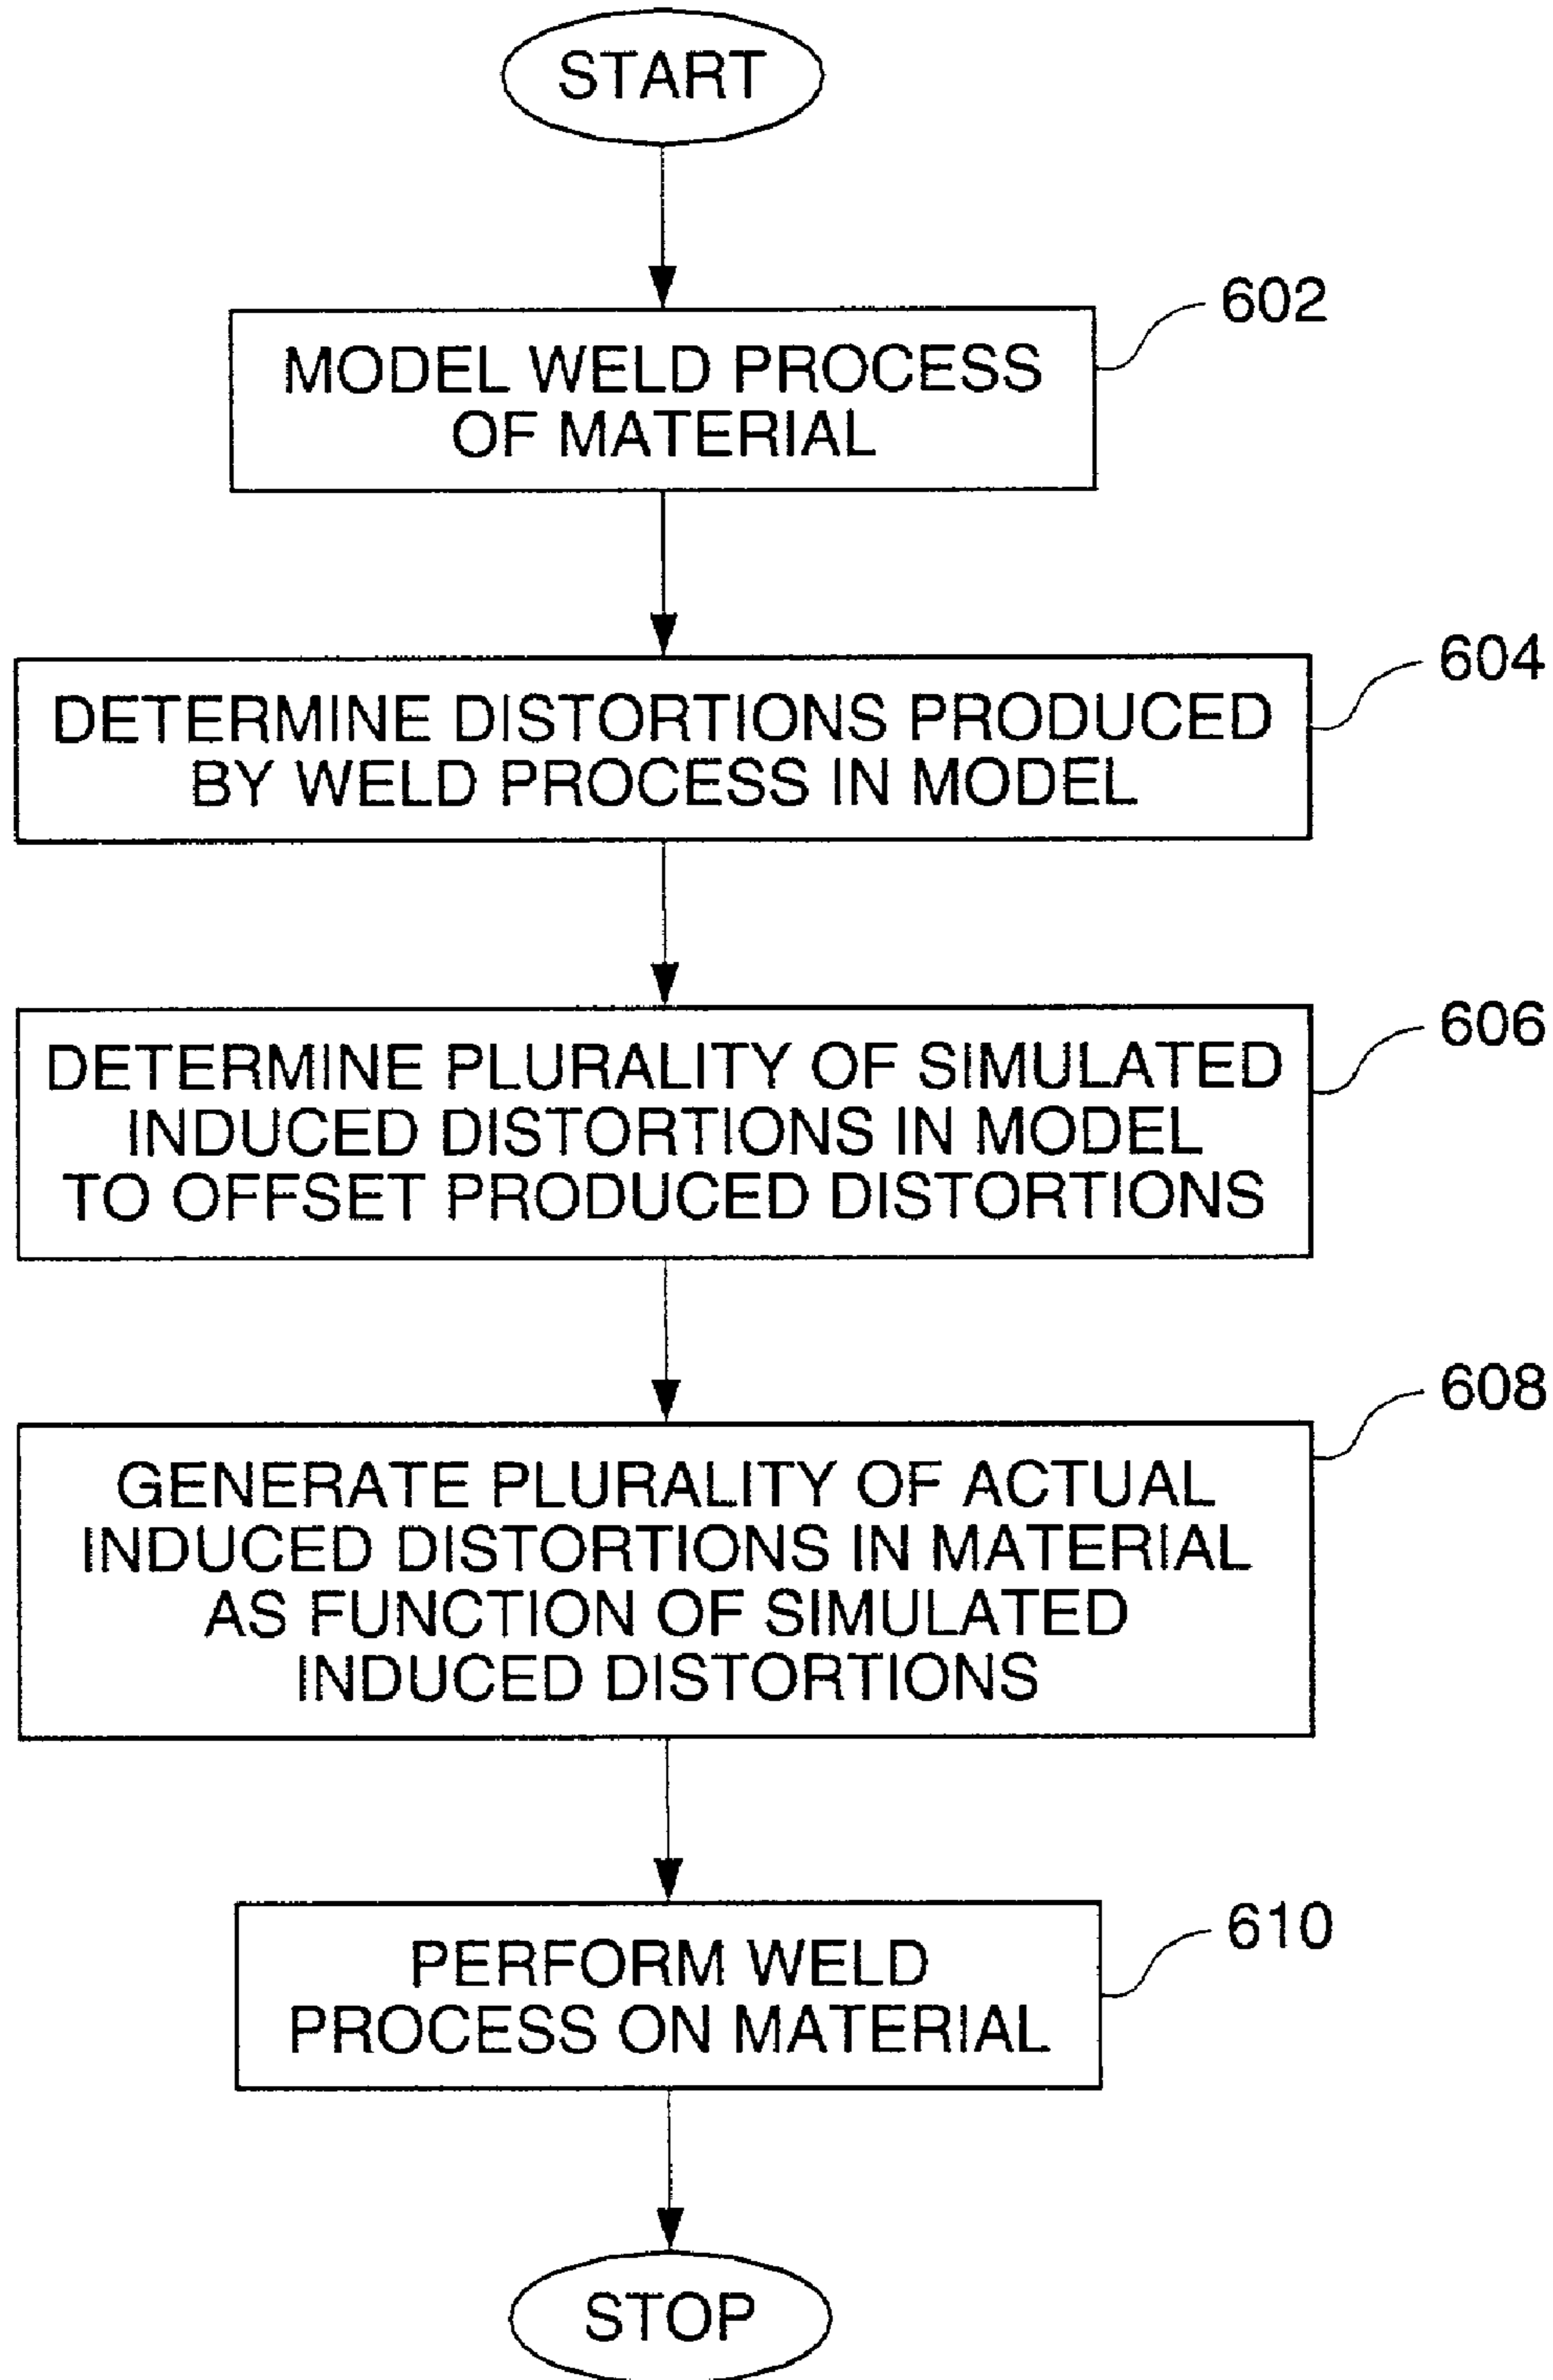 START
602
MODEL WELD PROCESS
OF MATERIAL
604
DETERMINE DISTORTIONS PRODUCED
BY WELD PROCESS IN MODEL
606
DETERMINE PLURALITY OF SIMULATED
INDUCED DISTORTIONS IN MODEL
TO OFFSET PRODUCED DISTORTIONS
608
GENERATE PLURALITY OF ACTUAL
INDUCED DISTORTIONS IN MATERIAL
AS FUNCTION OF SIMULATED
INDUCED DISTORTIONS
610
PERFORM WELD
PROCESS ON MATERIAL
STOP